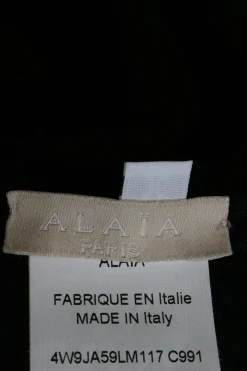 ALAÏA
PARIS
ALAÏA
FABRIQUE EN Italie
MADE IN Italy
4W9JA59LM117 C991